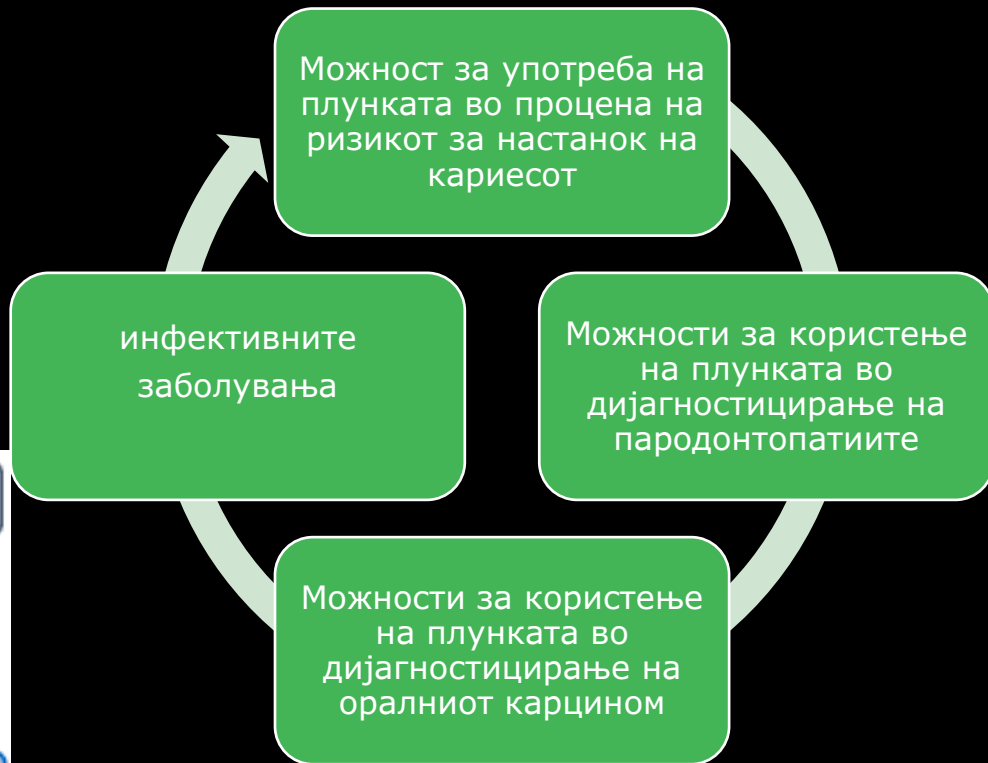 Можност за употреба на
плунката во процена на
ризикот за настанок на
кариесот
Можности за користење
на плунката во
дијагностицирање на
пародонтопатиите
Можности за користење
на плунката во
дијагностицирање на
оралниот карцином
инфективните
заболувања